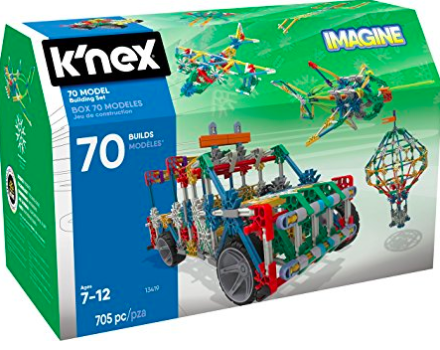 k'nex
IMAGINE
70 MODEL
Building Set
BOX 70 MODELES
Jeu de construction
70 BUILDS
MODÈLES
Ages
7-12
13419
705 pc/pza